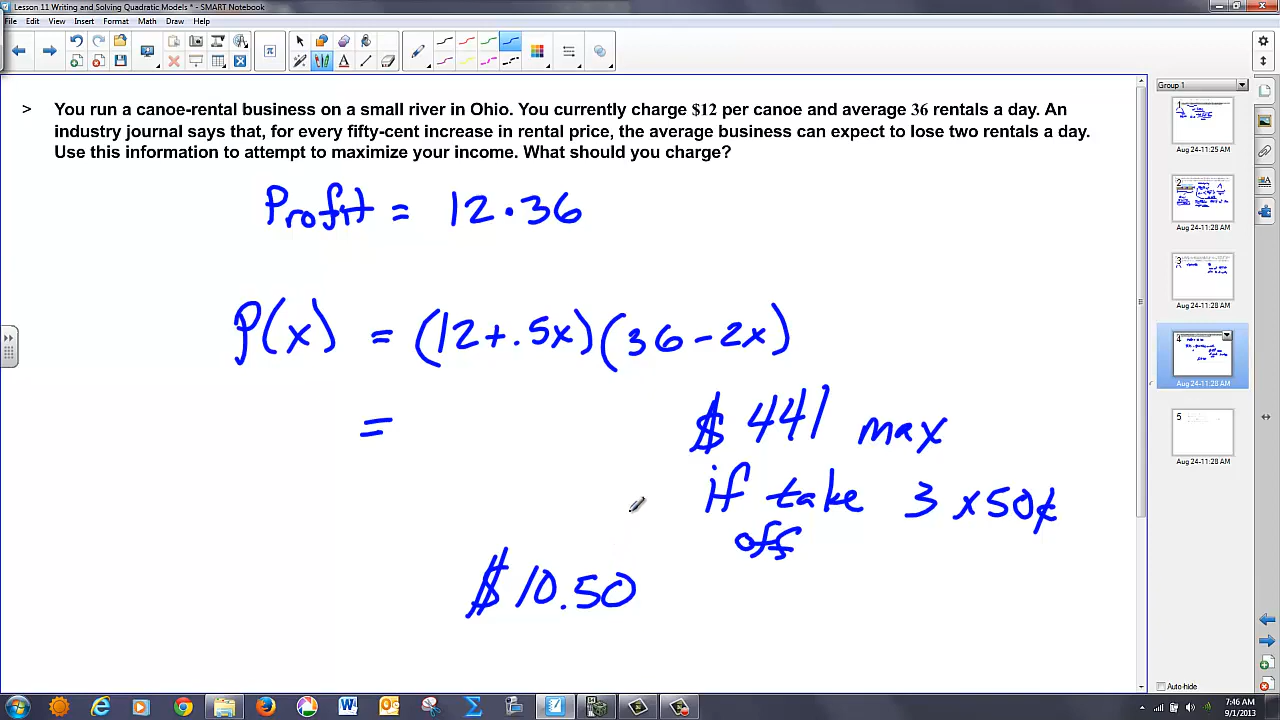 Lesson 11 Writing and Solving Quadratic Models * - SMART Notebook
File Edit View Insert Format Math Draw Help
> You run a canoe-rental business on a small river in Ohio. You currently charge $12 per canoe and average 36 rentals a day. An
industry journal says that, for every fifty-cent increase in rental price, the average business can expect to lose two rentals a day.
Use this information to attempt to maximize your income. What should you charge?
Profit = 12·36
P(x) = (12+.5x)(36-2x)
=
$441 max
if take 3 x 50¢
off
$10.50
Group 1
1
Aug 24-11:25 AM
2
Aug 24-11:28 AM
3
Aug 24-11:28 AM
4
Aug 24-11:28 AM
5
Aug 24-11:28 AM
Auto-hide
7:46 AM
9/1/2013